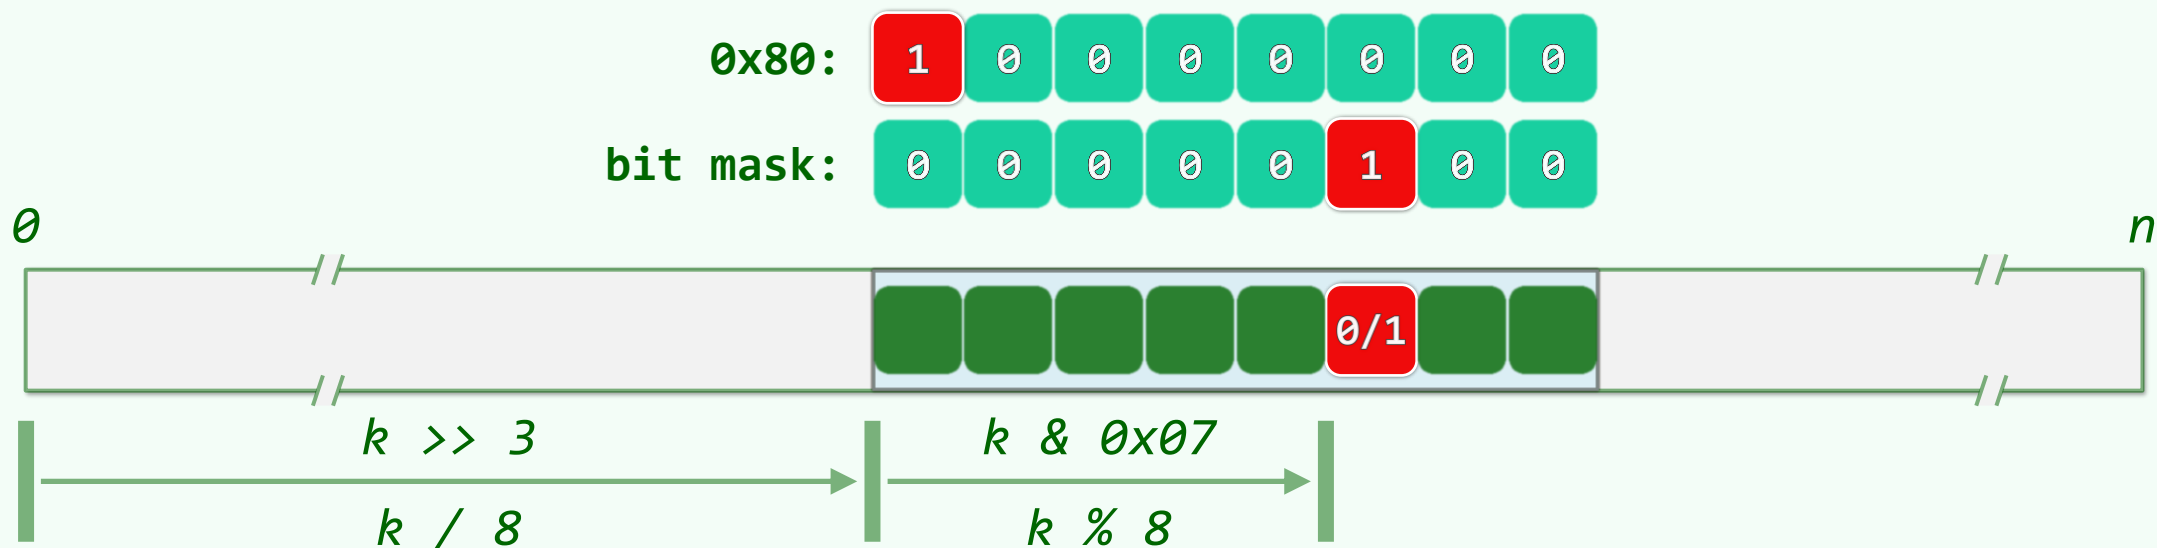 0x80: 1 0 0 0 0 0 0 0
bit mask: 0 0 0 0 0 1 0 0
0 n
0/1
k >> 3 k & 0x07
k / 8 k % 8